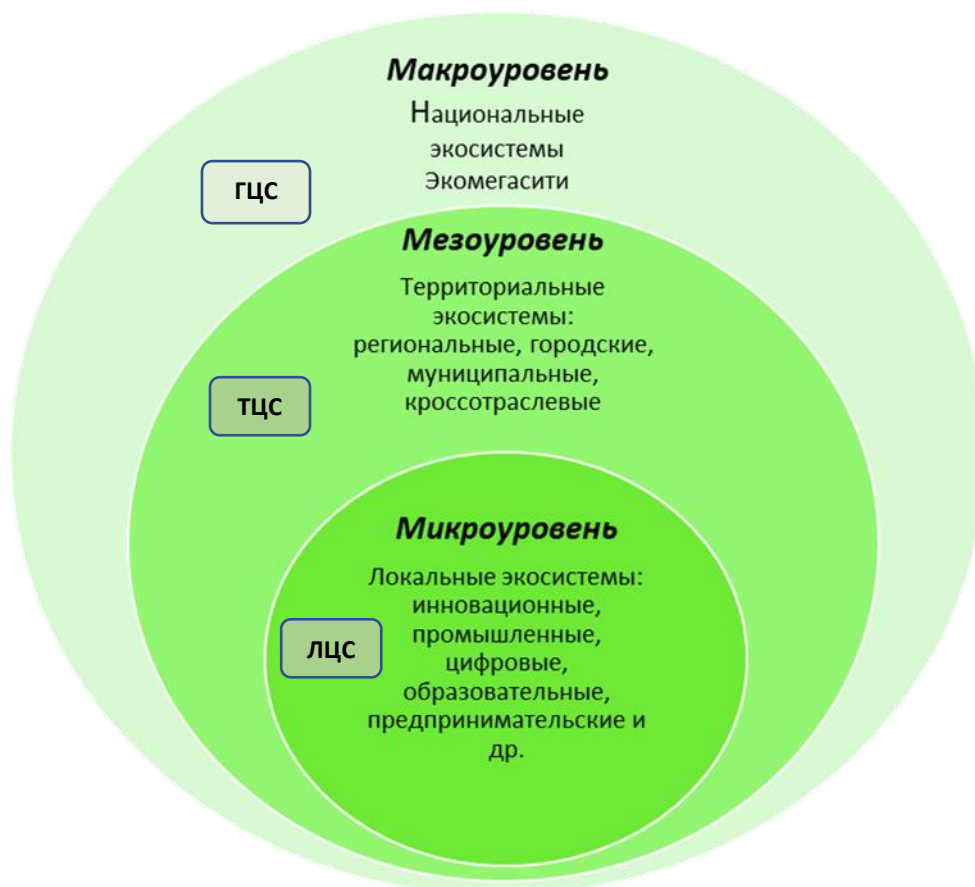 Макроуровень
Национальные
экосистемы
Экомегасити
ГЦС
Мезоуровень
Территориальные
экосистемы:
региональные, городские,
муниципальные,
кроссотраслевые
ТЦС
Микроуровень
Локальные экосистемы:
инновационные,
промышленные,
цифровые,
образовательные,
предпринимательские и
др.
ЛЦС